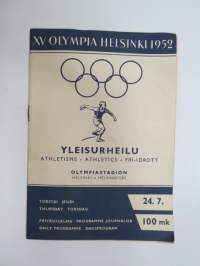 XV OLYMPIA HELSINKI 1952
YLEISURHEILU
ATHLETISME - ATHLETICS - FRI-IDROTT
OLYMPIASTADION
HELSINKI - HELSINGFORS
TORSTAI JEUDI
THURSDAY TORSDAG
24. 7.
PÄIVÄOHJELMA PROGRAMME JOURNALIER
DAILY PROGRAMME DAGSPROGRAM
100 mk